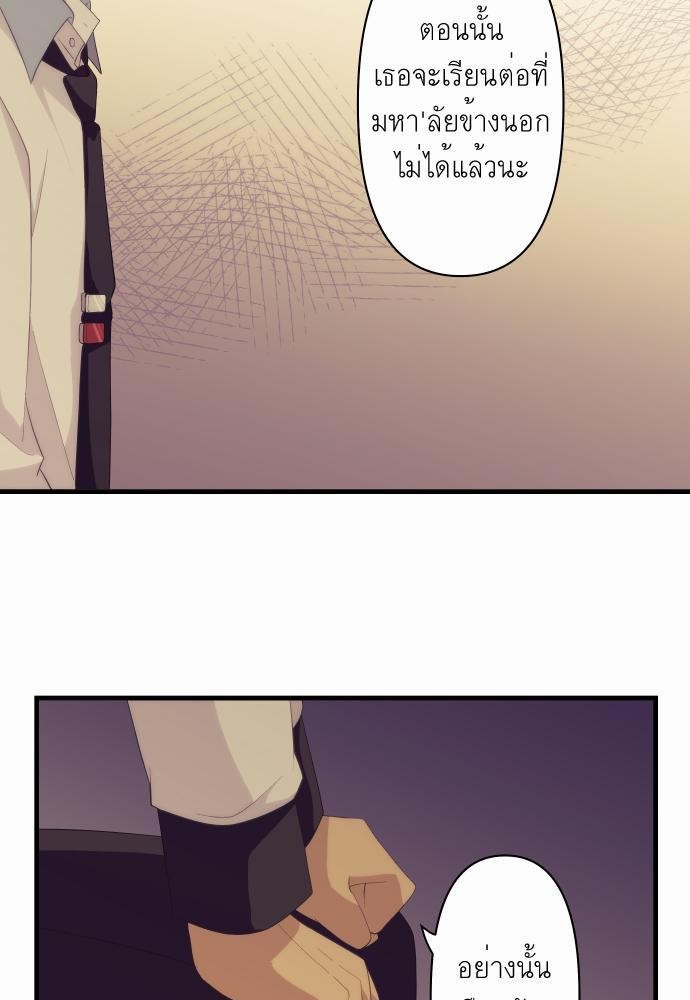 ตอนนั้น
เธอจะเรียนต่อที่
มหา'ลัยข้างนอก
ไม่ได้แล้วนะ
อย่างนั้น